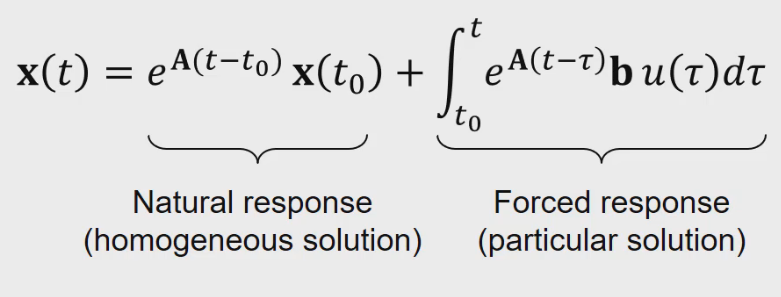 𝐱(t) = e^{𝐀(t−t₀)} 𝐱(t₀) + ∫_{t₀}^{t} e^{𝐀(t−τ)} 𝐛 u(τ)dτ
Natural response
(homogeneous solution)
Forced response
(particular solution)